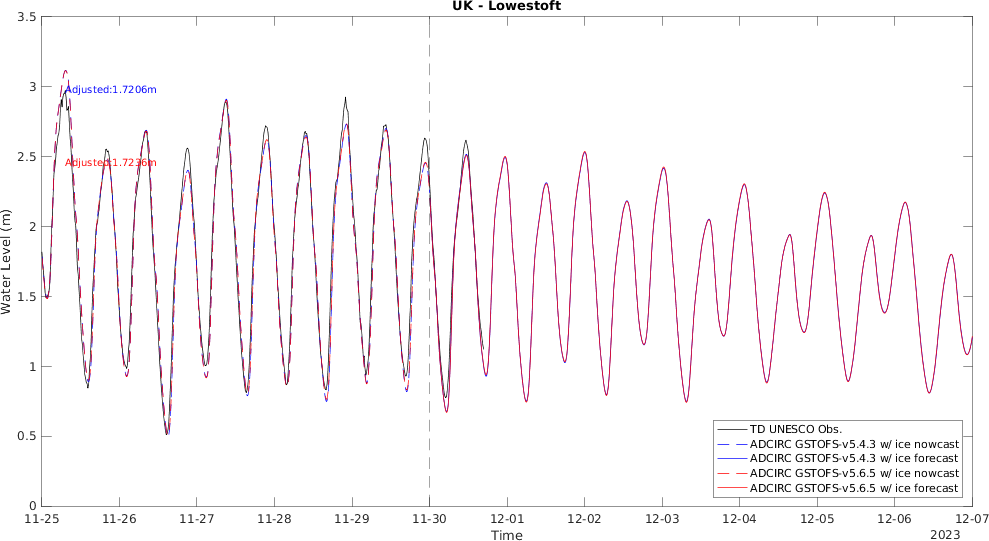 UK - Lowestoft
3.5
3
2.5
2
1.5
1
0.5
0
Water Level (m)
Adjusted:1.7206m
Adjusted:1.7236m
TD UNESCO Obs.
ADCIRC GSTOFS-v5.4.3 w/ ice nowcast
ADCIRC GSTOFS-v5.4.3 w/ ice forecast
ADCIRC GSTOFS-v5.6.5 w/ ice nowcast
ADCIRC GSTOFS-v5.6.5 w/ ice forecast
11-25 11-26 11-27 11-28 11-29 11-30 12-01 12-02 12-03 12-04 12-05 12-06 12-07
Time
2023